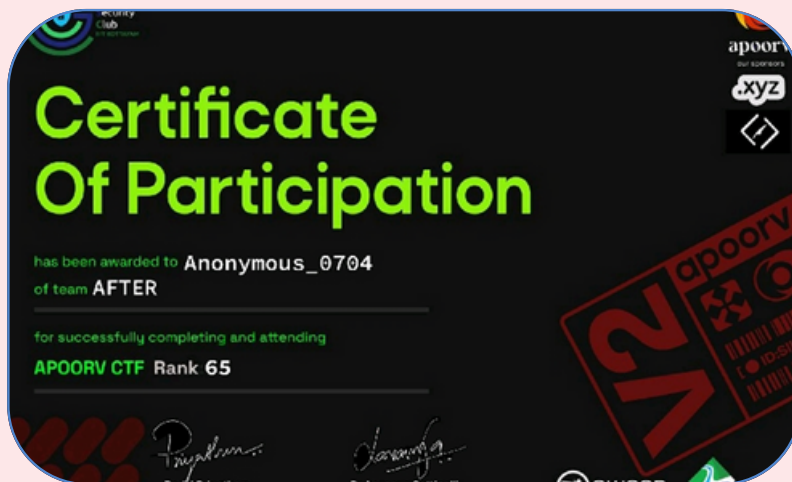 Security
Club
apoorv
our sponsors
.xyz
Certificate
Of Participation
has been awarded to Anonymous_0704
of team AFTER
for successfully completing and attending
APOORV CTF Rank 65
apoorv
V2